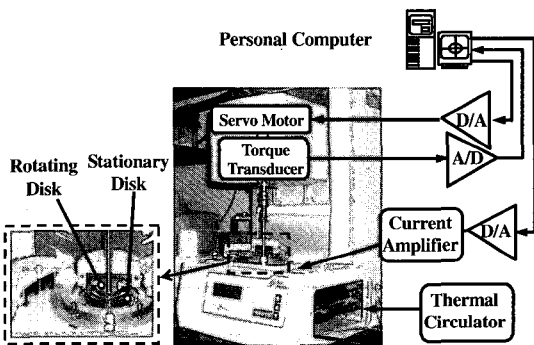 Personal Computer
Servo Motor
D/A
Torque
Transducer
A/D
Rotating
Disk
Stationary
Disk
Current
Amplifier
D/A
Thermal
Circulator